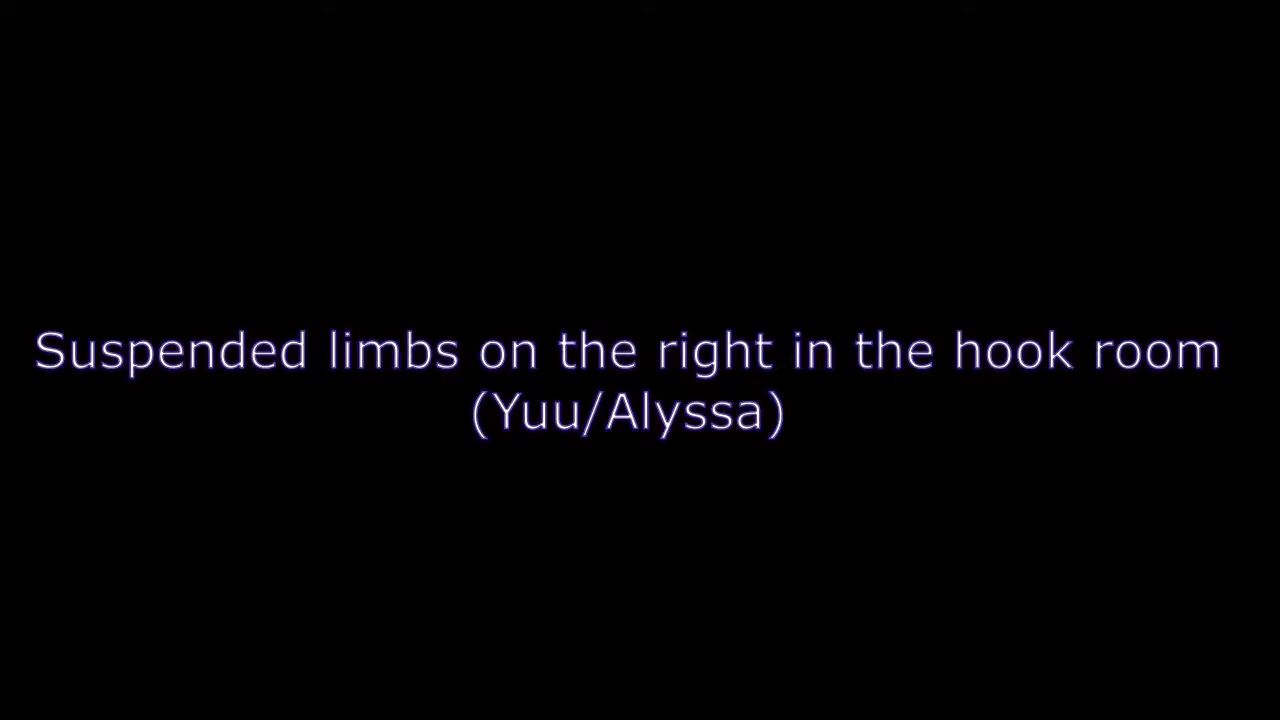 Suspended limbs on the right in the hook room
(Yuu/Alyssa)